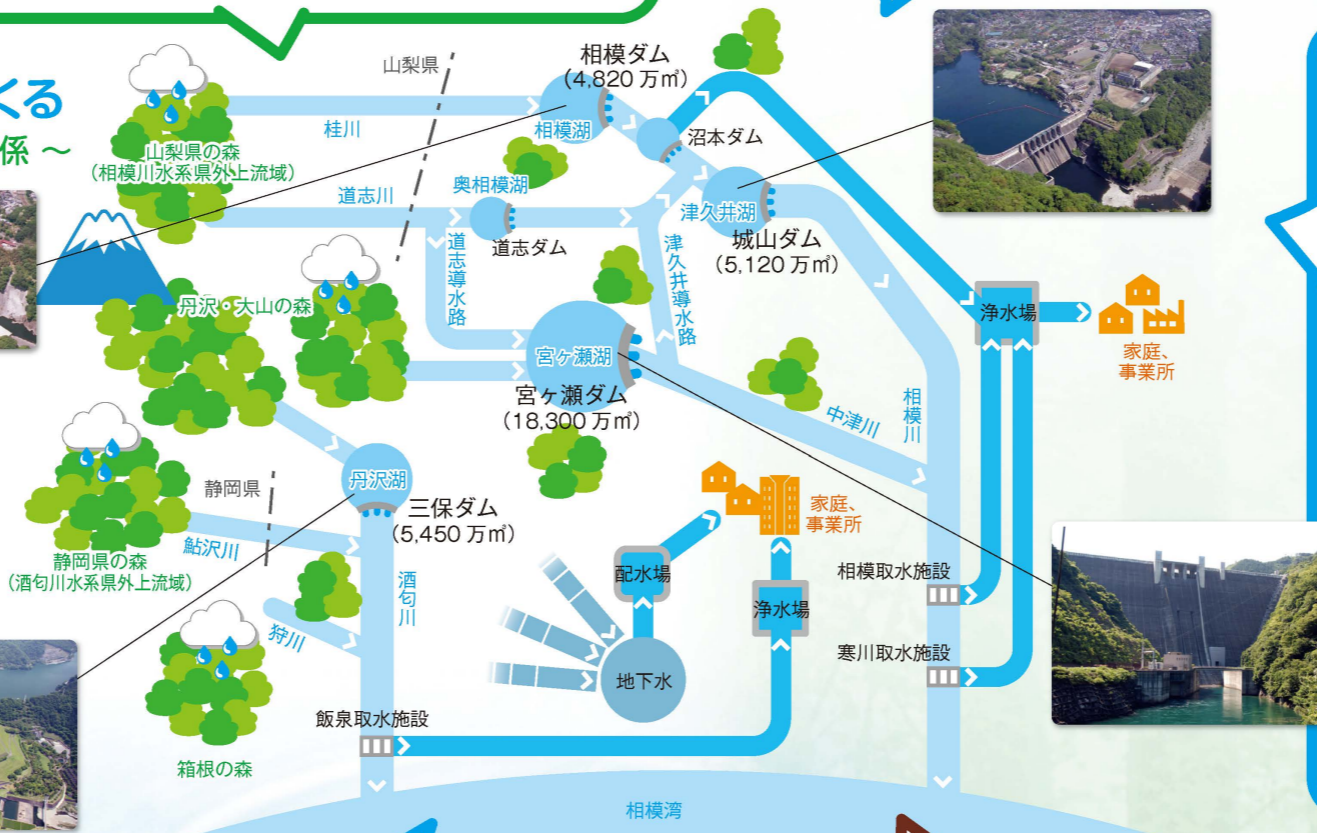 くる
係 ～
山梨県
相模ダム
(4,820 万㎥)
桂川
相模湖
沼本ダム
山梨県の森
(相模川水系県外上流域)
道志川
奥相模湖
道志ダム
津久井湖
城山ダム
(5,120 万㎥)
道志導水路
津久井導水路
丹沢・大山の森
宮ヶ瀬湖
宮ヶ瀬ダム
(18,300 万㎥)
浄水場
家庭、
事業所
中津川
相模川
丹沢湖
三保ダム
(5,450 万㎥)
静岡県
鮎沢川
静岡県の森
(酒匂川水系県外上流域)
酒匂川
狩川
箱根の森
飯泉取水施設
配水場
地下水
浄水場
家庭、
事業所
相模取水施設
寒川取水施設
相模湾